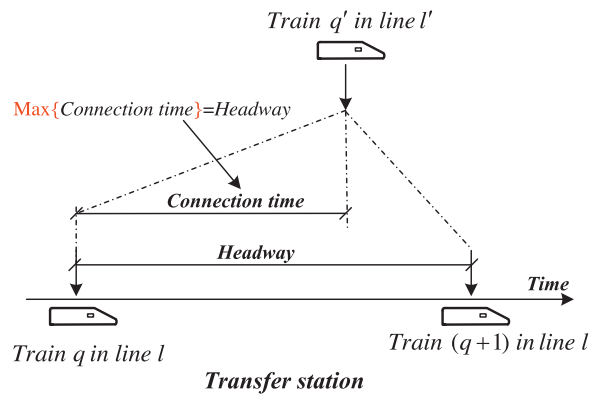 Train q′ in line l′
Max{Connection time}=Headway
Connection time
Headway
Time
Train q in line l
Train (q+1) in line l
Transfer station